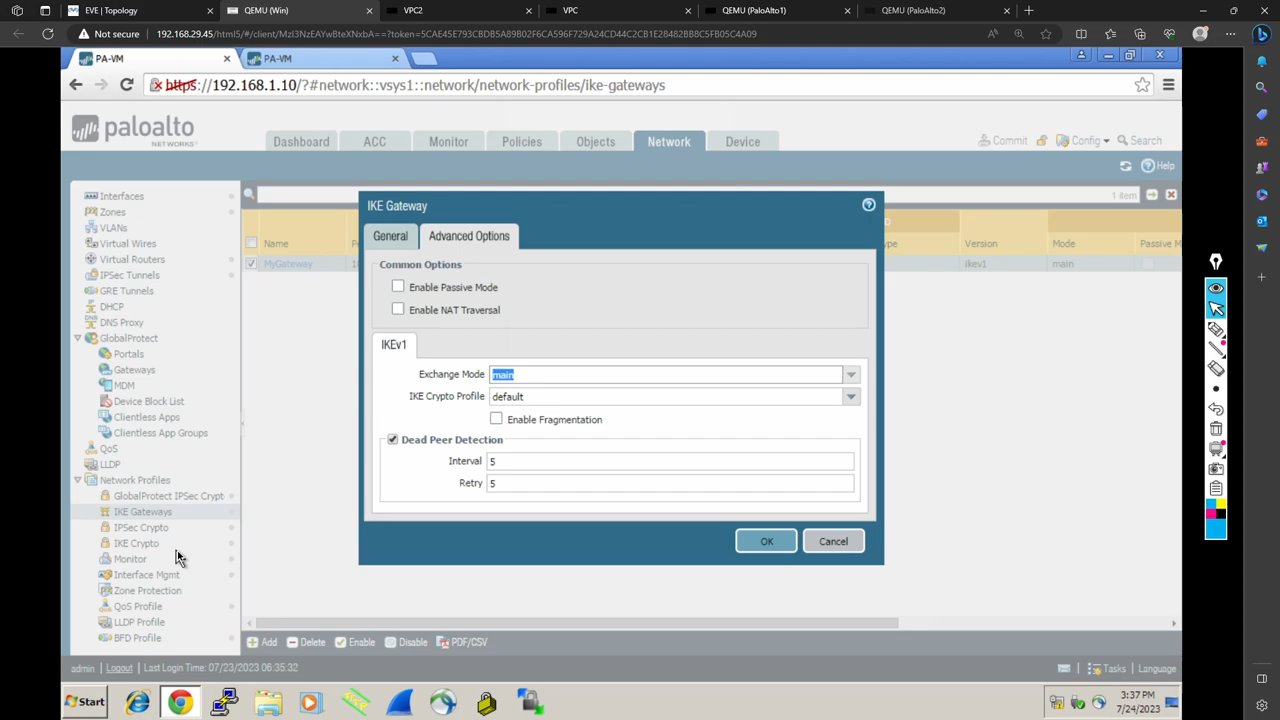 EVE | Topology
QEMU (Win)
VPC2
VPC
QEMU (PaloAlto1)
QEMU (PaloAlto2)
Not secure
PA-VM
PA-VM
https://192.168.1.10/?#network::vsys1::network/network-profiles/ike-gateways
paloalto
NETWORKS
Dashboard
ACC
Monitor
Policies
Objects
Network
Device
Commit
Config
Search
Help
Interfaces
Zones
VLANs
Virtual Wires
Virtual Routers
IPSec Tunnels
GRE Tunnels
DHCP
DNS Proxy
GlobalProtect
Portals
Gateways
MDM
Device Block List
Clientless Apps
Clientless App Groups
QoS
LLDP
Network Profiles
GlobalProtect IPSec Crypt
IKE Gateways
IPSec Crypto
IKE Crypto
Monitor
Interface Mgmt
Zone Protection
QoS Profile
LLDP Profile
BFD Profile
1 item
Name
Version
Mode
Passive M
MyGateway
ikev1
main
IKE Gateway
General
Advanced Options
Common Options
Enable Passive Mode
Enable NAT Traversal
IKEv1
Exchange Mode main
IKE Crypto Profile default
Enable Fragmentation
Dead Peer Detection
Interval 5
Retry 5
OK
Cancel
Add
Delete
Enable
Disable
PDF/CSV
admin | Logout | Last Login Time: 07/23/2023 06:35:32
Tasks | Language
Start
3:37 PM
7/24/2023